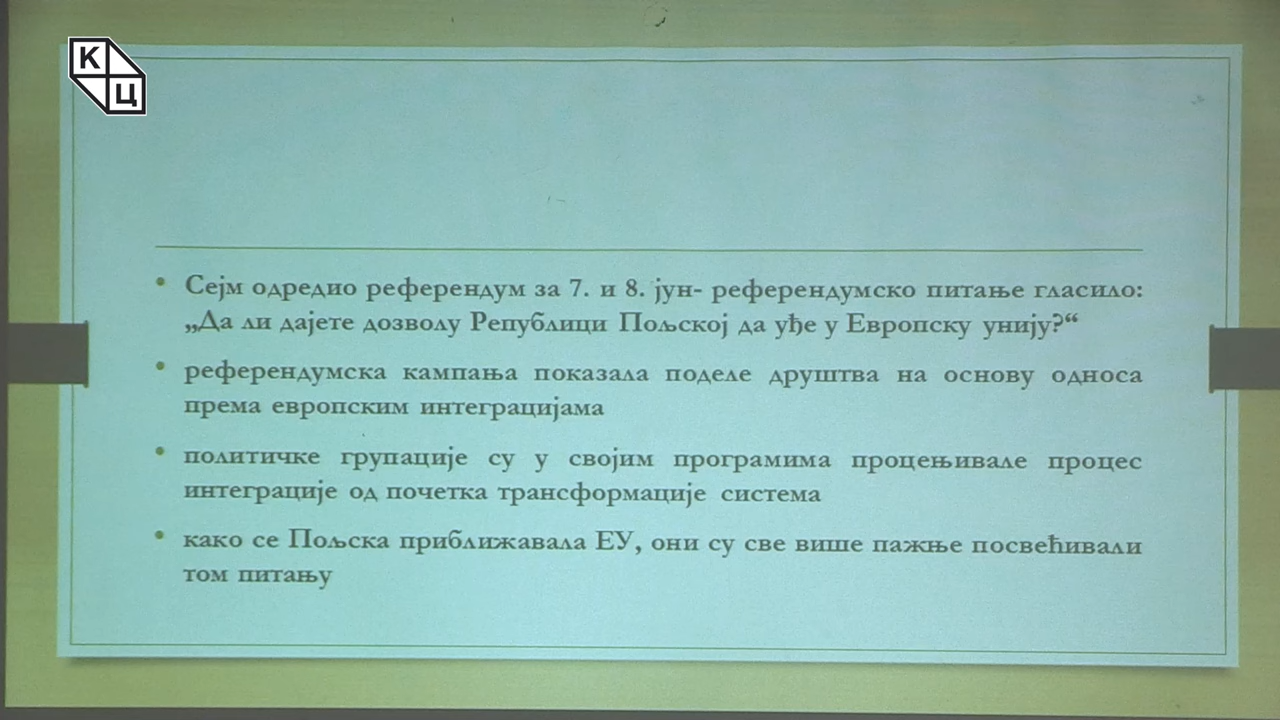 К
Ц
• Сејм одредио референдум за 7. и 8. јун- референдумско питање гласило:
„Да ли дајете дозволу Републици Пољској да уђе у Европску унију?“
• референдумска кампања показала поделе друштва на основу односа
према европским интеграцијама
• политичке групације су у својим програмима процењивале процес
интеграције од почетка трансформације система
• како се Пољска приближавала ЕУ, они су све више пажње посвећивали
том питању